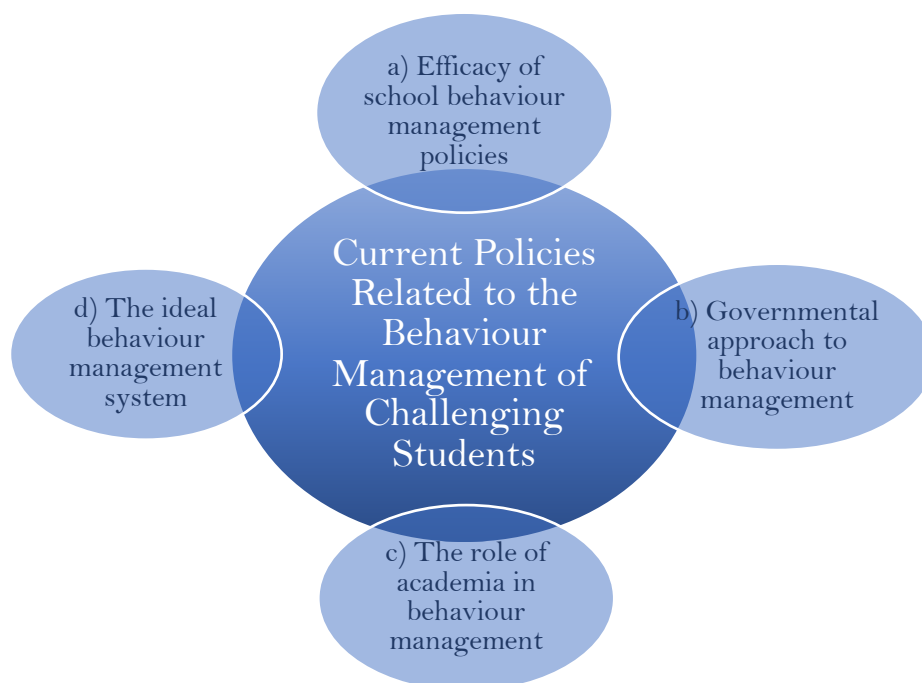 a) Efficacy of
school behaviour
management
policies
Current Policies
Related to the
Behaviour
Management of
Challenging
Students
b) Governmental
approach to
behaviour
management
c) The role of
academia in
behaviour
management
d) The ideal
behaviour
management
system